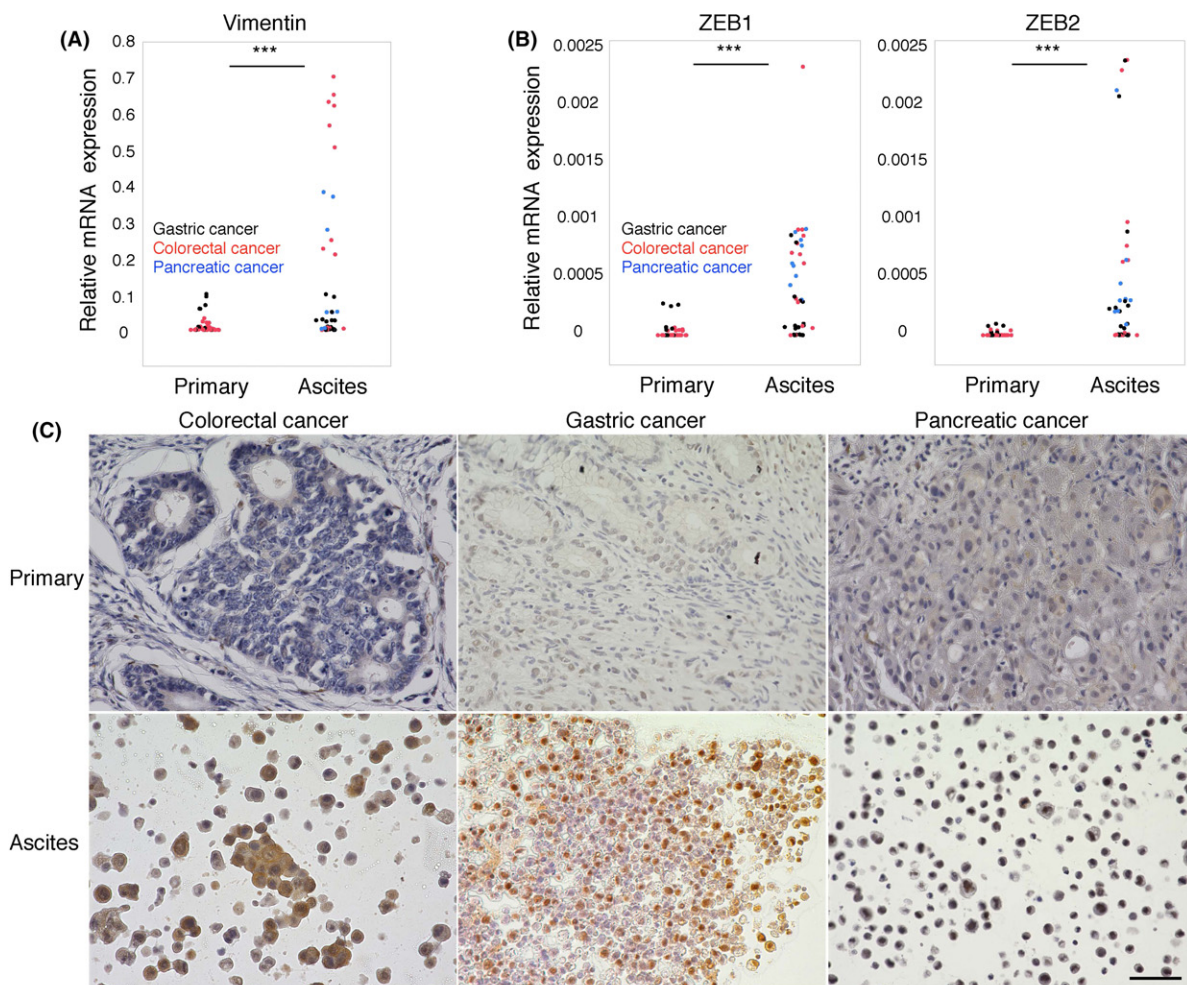 (A)
Vimentin
***
Relative mRNA expression
0.8
0.7
0.6
0.5
0.4
0.3
0.2
0.1
0
Gastric cancer
Colorectal cancer
Pancreatic cancer
Primary
Ascites
(B)
ZEB1
***
Relative mRNA expression
0.0025
0.002
0.0015
0.001
0.0005
0
Gastric cancer
Colorectal cancer
Pancreatic cancer
Primary
Ascites
ZEB2
***
0.0025
0.002
0.0015
0.001
0.0005
0
Primary
Ascites
(C)
Colorectal cancer
Gastric cancer
Pancreatic cancer
Primary
Ascites